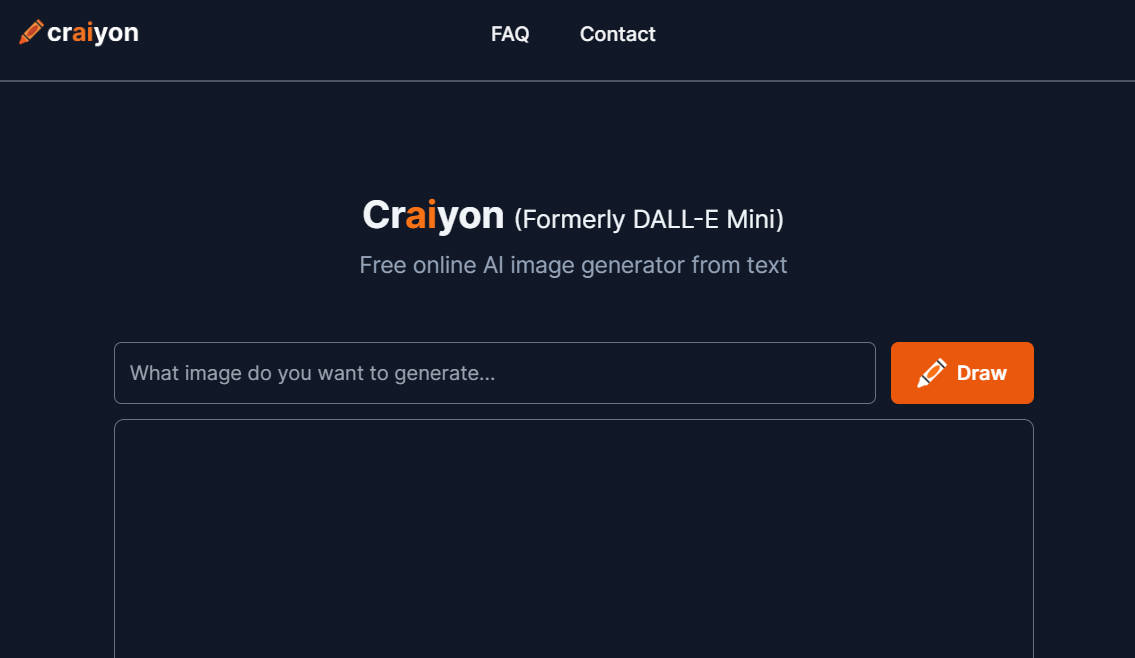 craiyon
FAQ Contact
Craiyon (Formerly DALL-E Mini)
Free online AI image generator from text
What image do you want to generate...
Draw